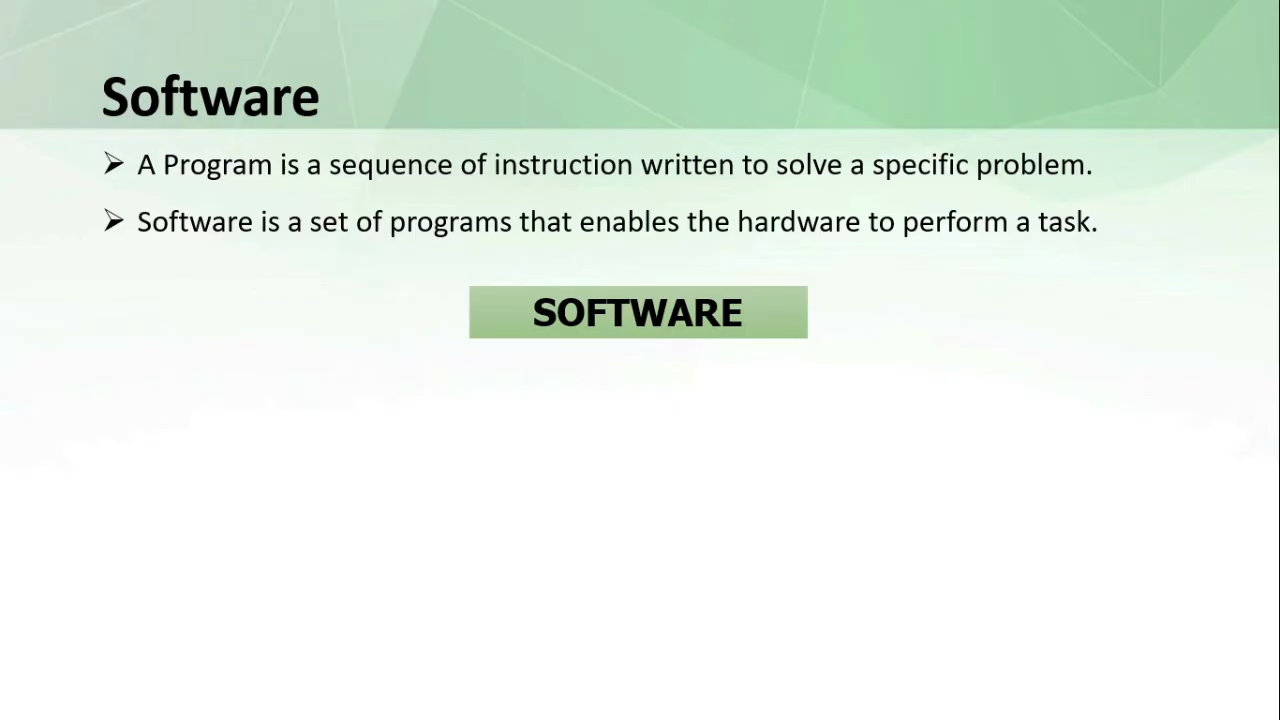 Software
➢ A Program is a sequence of instruction written to solve a specific problem.
➢ Software is a set of programs that enables the hardware to perform a task.
SOFTWARE